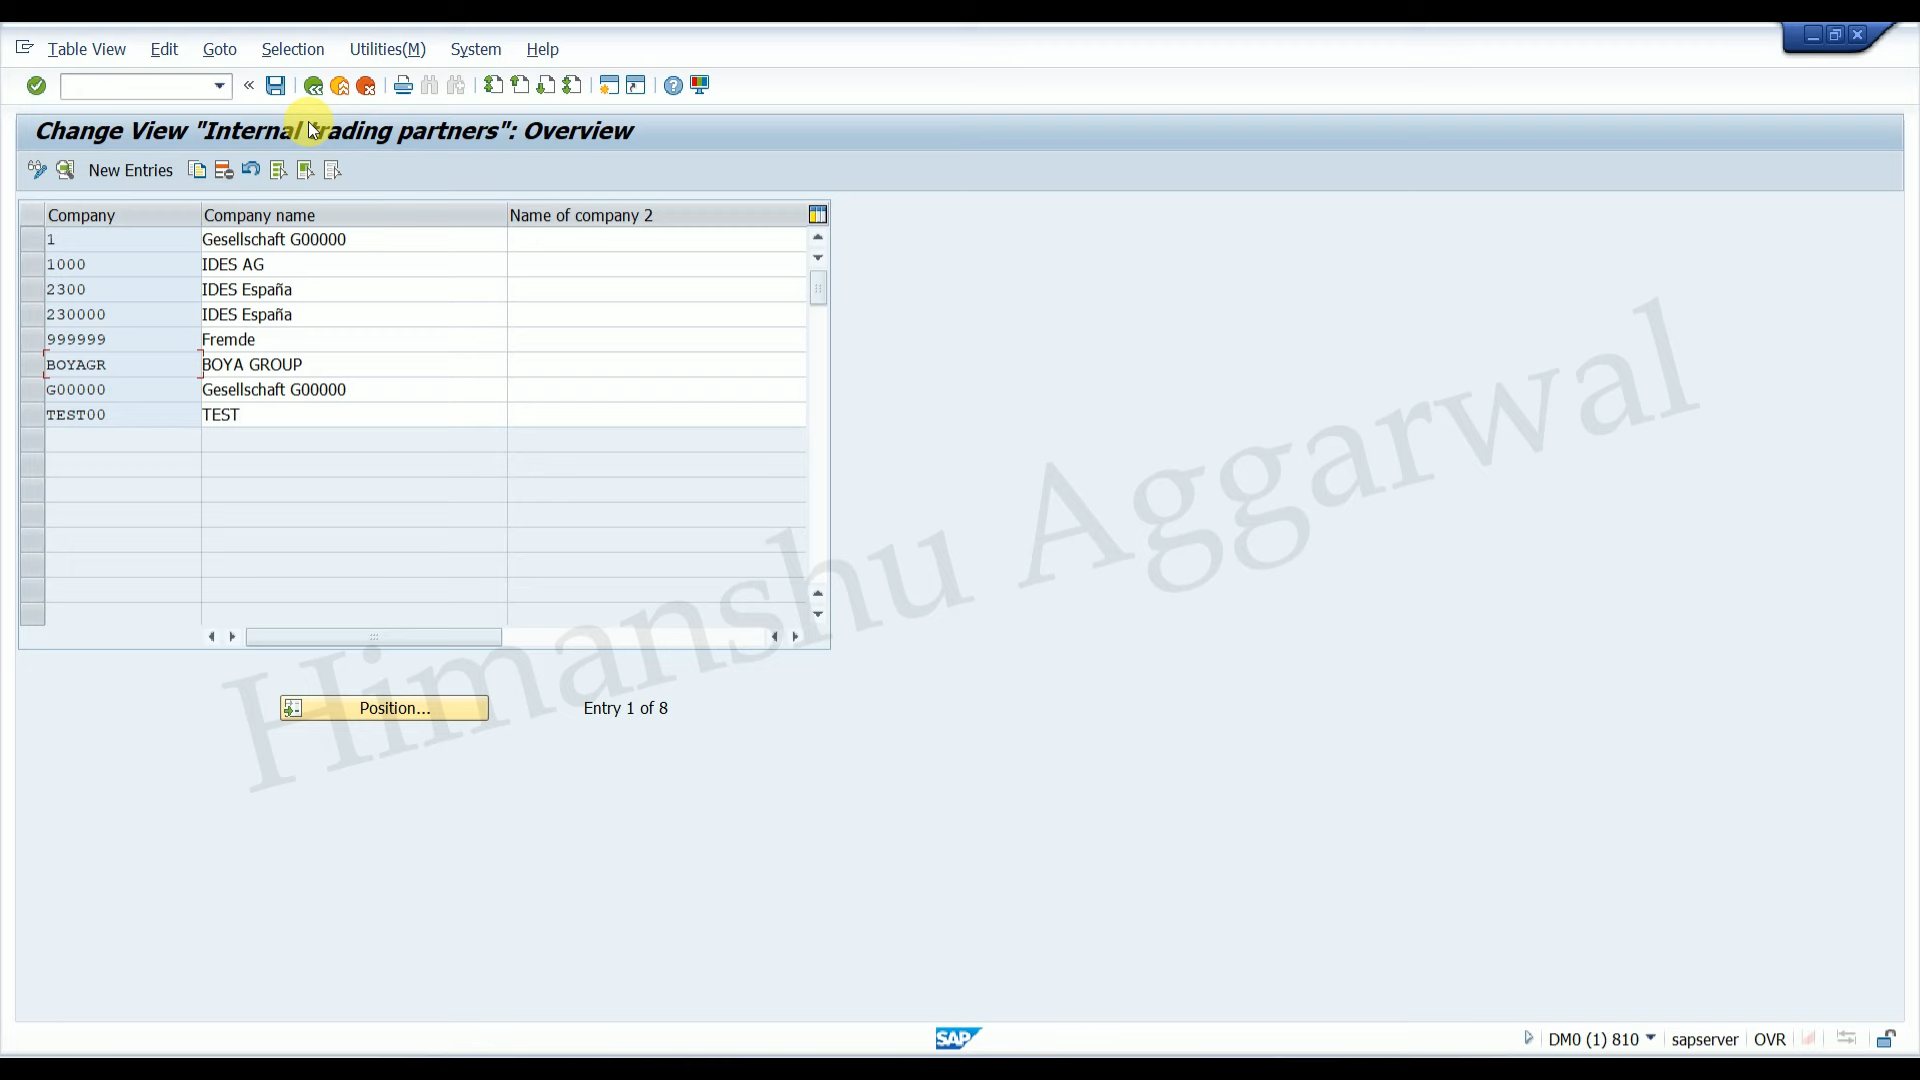 Table View Edit Goto Selection Utilities(M) System Help
Change View "Internal trading partners": Overview
New Entries
Company Company name Name of company 2
1 Gesellschaft G00000
1000 IDES AG
2300 IDES España
230000 IDES España
999999 Fremde
BOYAGR BOYA GROUP
G00000 Gesellschaft G00000
TEST00 TEST
Position... Entry 1 of 8
Himanshu Aggarwal
SAP DM0 (1) 810 sapserver OVR